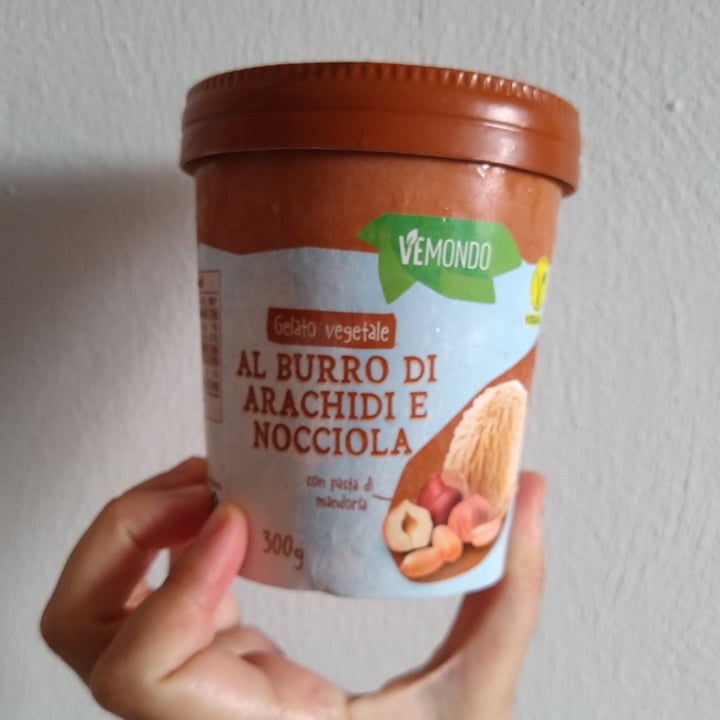 VEMONDO
Gelato vegetale
AL BURRO DI
ARACHIDI E
NOCCIOLA
con pasta di
mandorla
300g